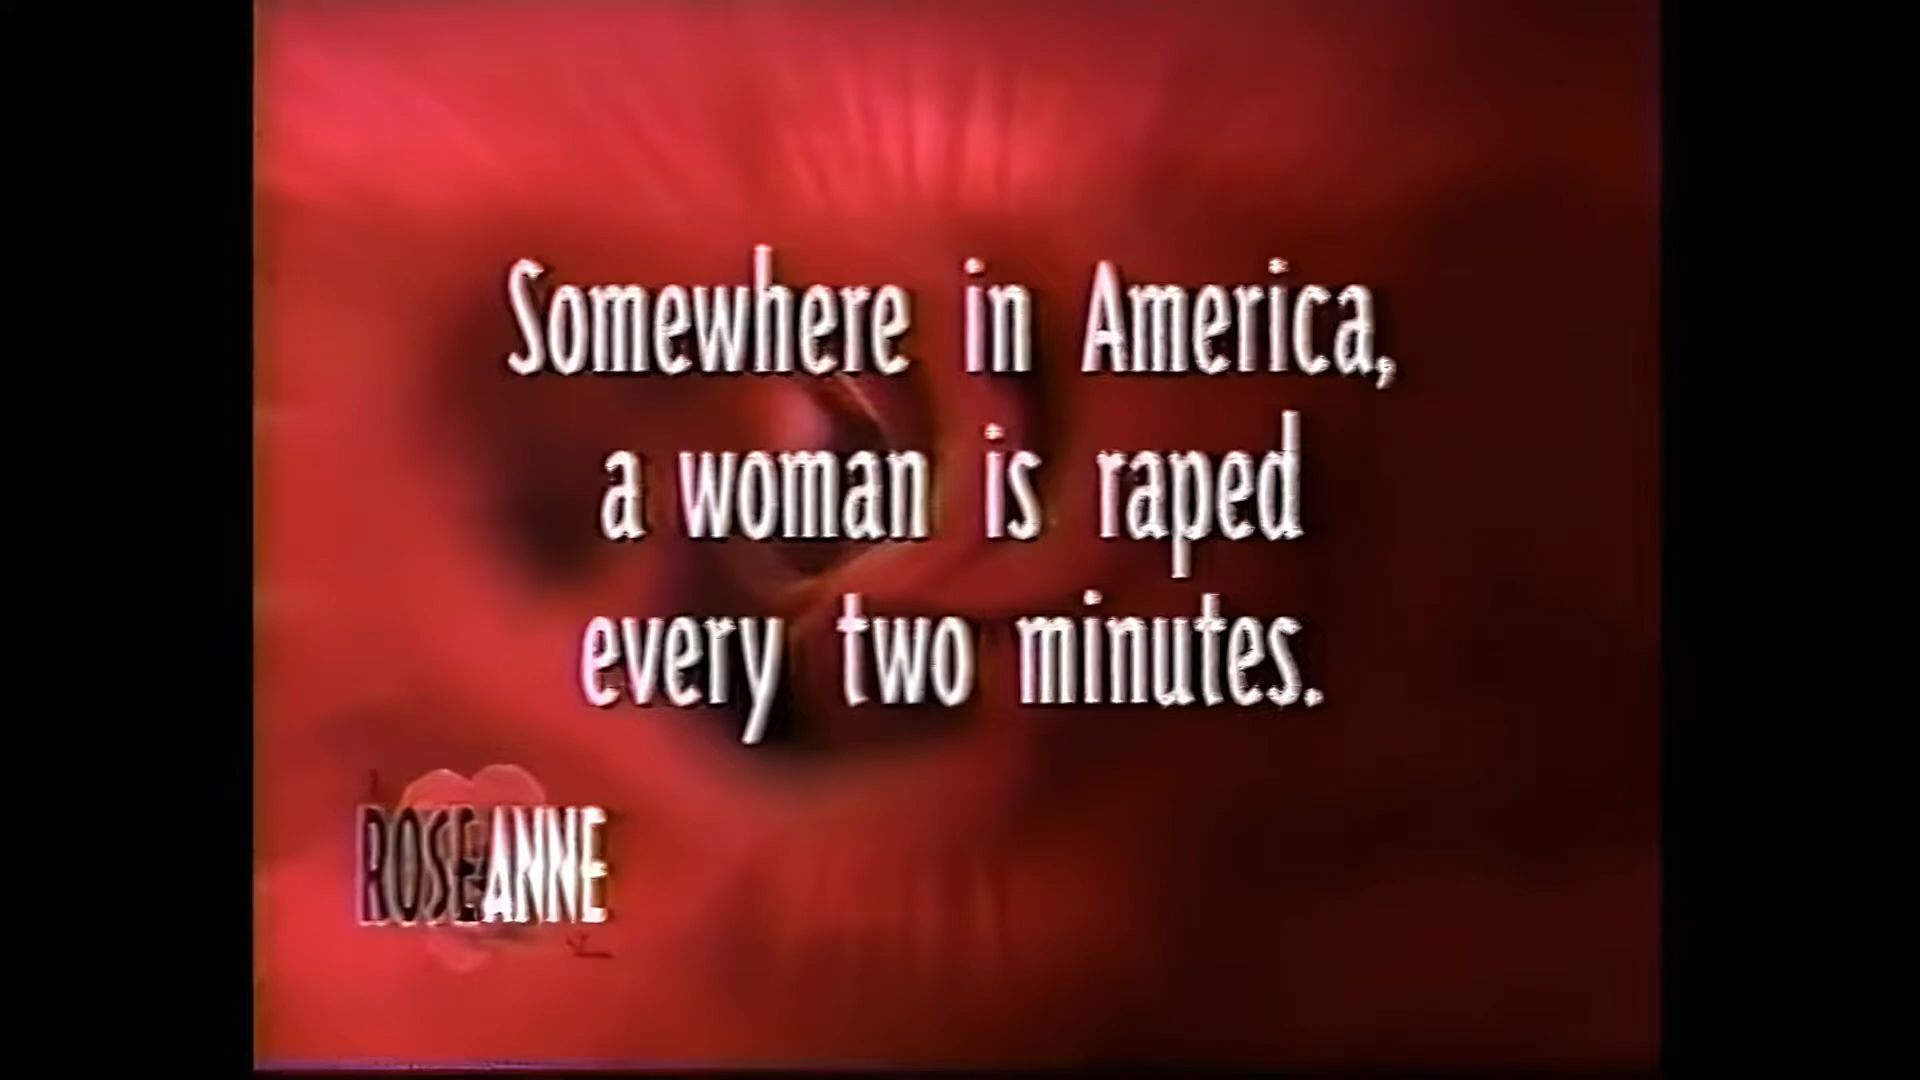 Somewhere in America,
a woman is raped
every two minutes.
ROSEANNE